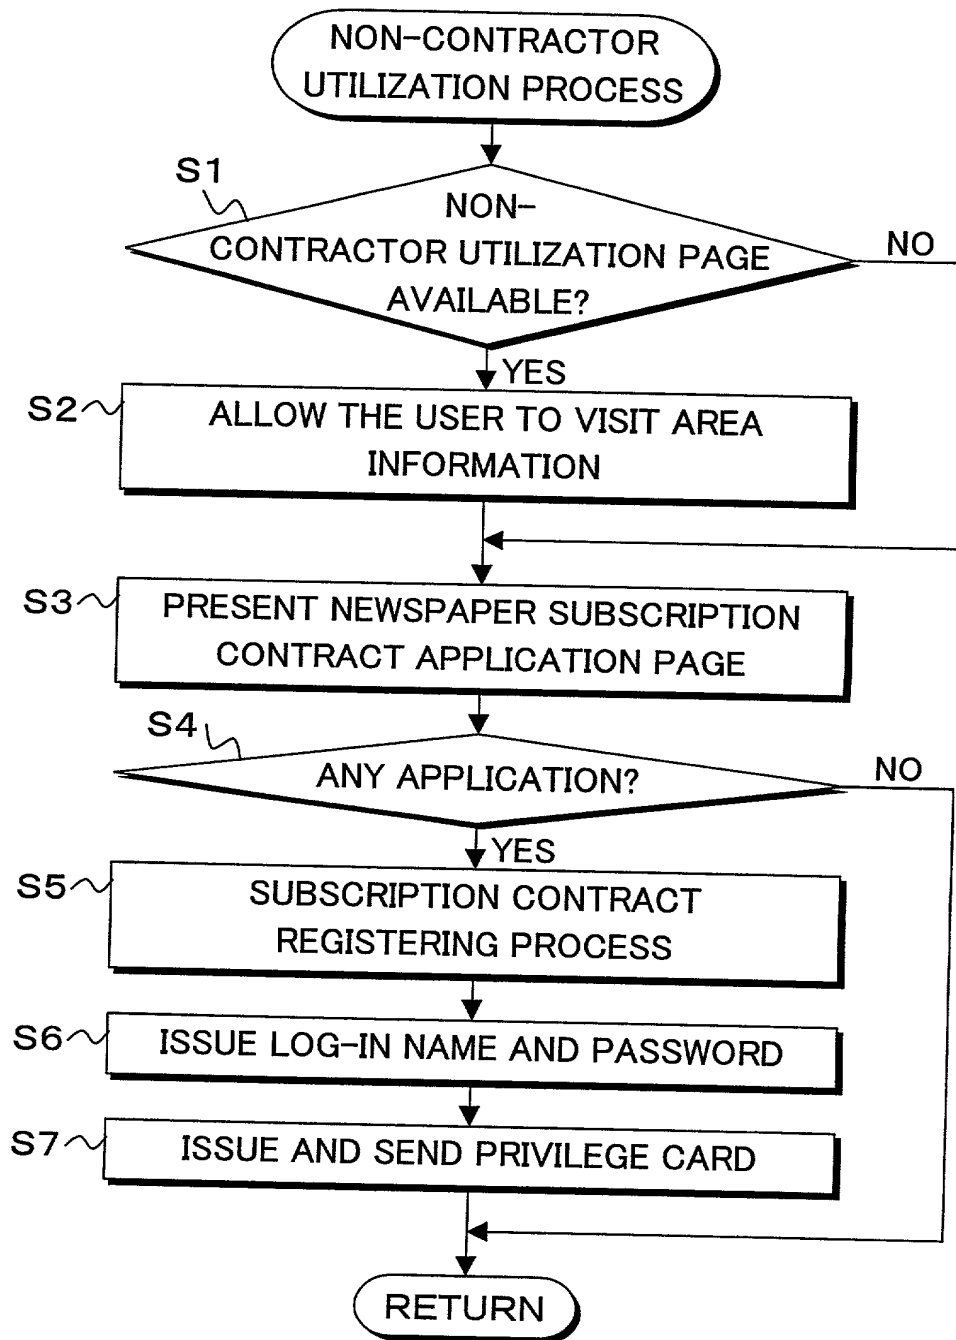 NON-CONTRACTOR
UTILIZATION PROCESS
S1
NON-
CONTRACTOR UTILIZATION PAGE
AVAILABLE?
NO
YES
S2
ALLOW THE USER TO VISIT AREA
INFORMATION
S3
PRESENT NEWSPAPER SUBSCRIPTION
CONTRACT APPLICATION PAGE
S4
ANY APPLICATION?
NO
YES
S5
SUBSCRIPTION CONTRACT
REGISTERING PROCESS
S6
ISSUE LOG-IN NAME AND PASSWORD
S7
ISSUE AND SEND PRIVILEGE CARD
RETURN